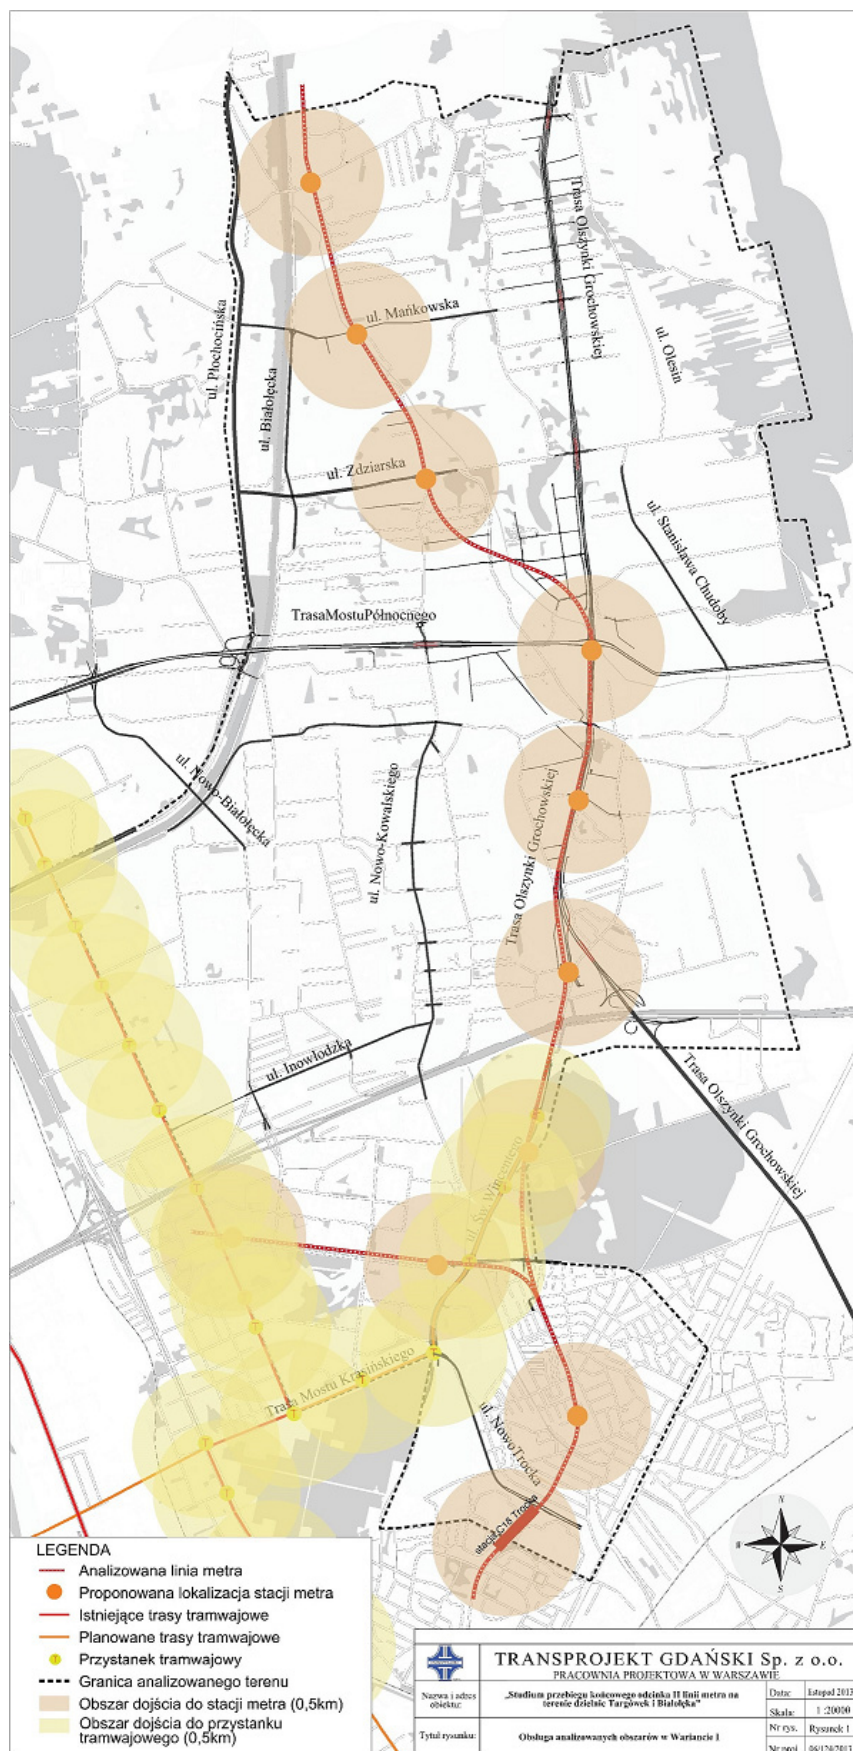 ul. Płochocińska
ul. Białołęcka
ul. Mańkowska
Trasa Olszynki Grochowskiej
ul. Olesin
ul. Zdziarska
ul. Stanisława Chudoby
TrasaMostuPółnocnego
ul. Nowo-Białołęcka
ul. Nowo-Kowalskiego
Trasa Olszynki Grochowskiej
ul. Inowłodzka
Trasa Olszynki Grochowskiej
ul. Św. Wincentego
Trasa Mostu Krasińskiego
ul. NowoTrocka
stacja C18 Trocka
N
W
E
S
LEGENDA
Analizowana linia metra
Proponowana lokalizacja stacji metra
Istniejące trasy tramwajowe
Planowane trasy tramwajowe
Przystanek tramwajowy
Granica analizowanego terenu
Obszar dojścia do stacji metra (0,5km)
Obszar dojścia do przystanku
tramwajowego (0,5km)
TRANSPROJEKT GDAŃSKI Sp. z o.o.
PRACOWNIA PROJEKTOWA W WARSZAWIE
Nazwa i adres
obiektu:
„Studium przebiegu końcowego odcinka II linii metra na
terenie dzielnic Targówek i Białołęka"
Data:
listopad 2013
Skala:
1 :20000
Tytuł rysunku:
Obsługa analizowanych obszarów w Wariancie I
Nr rys.
Rysunek 1
Nr proj.